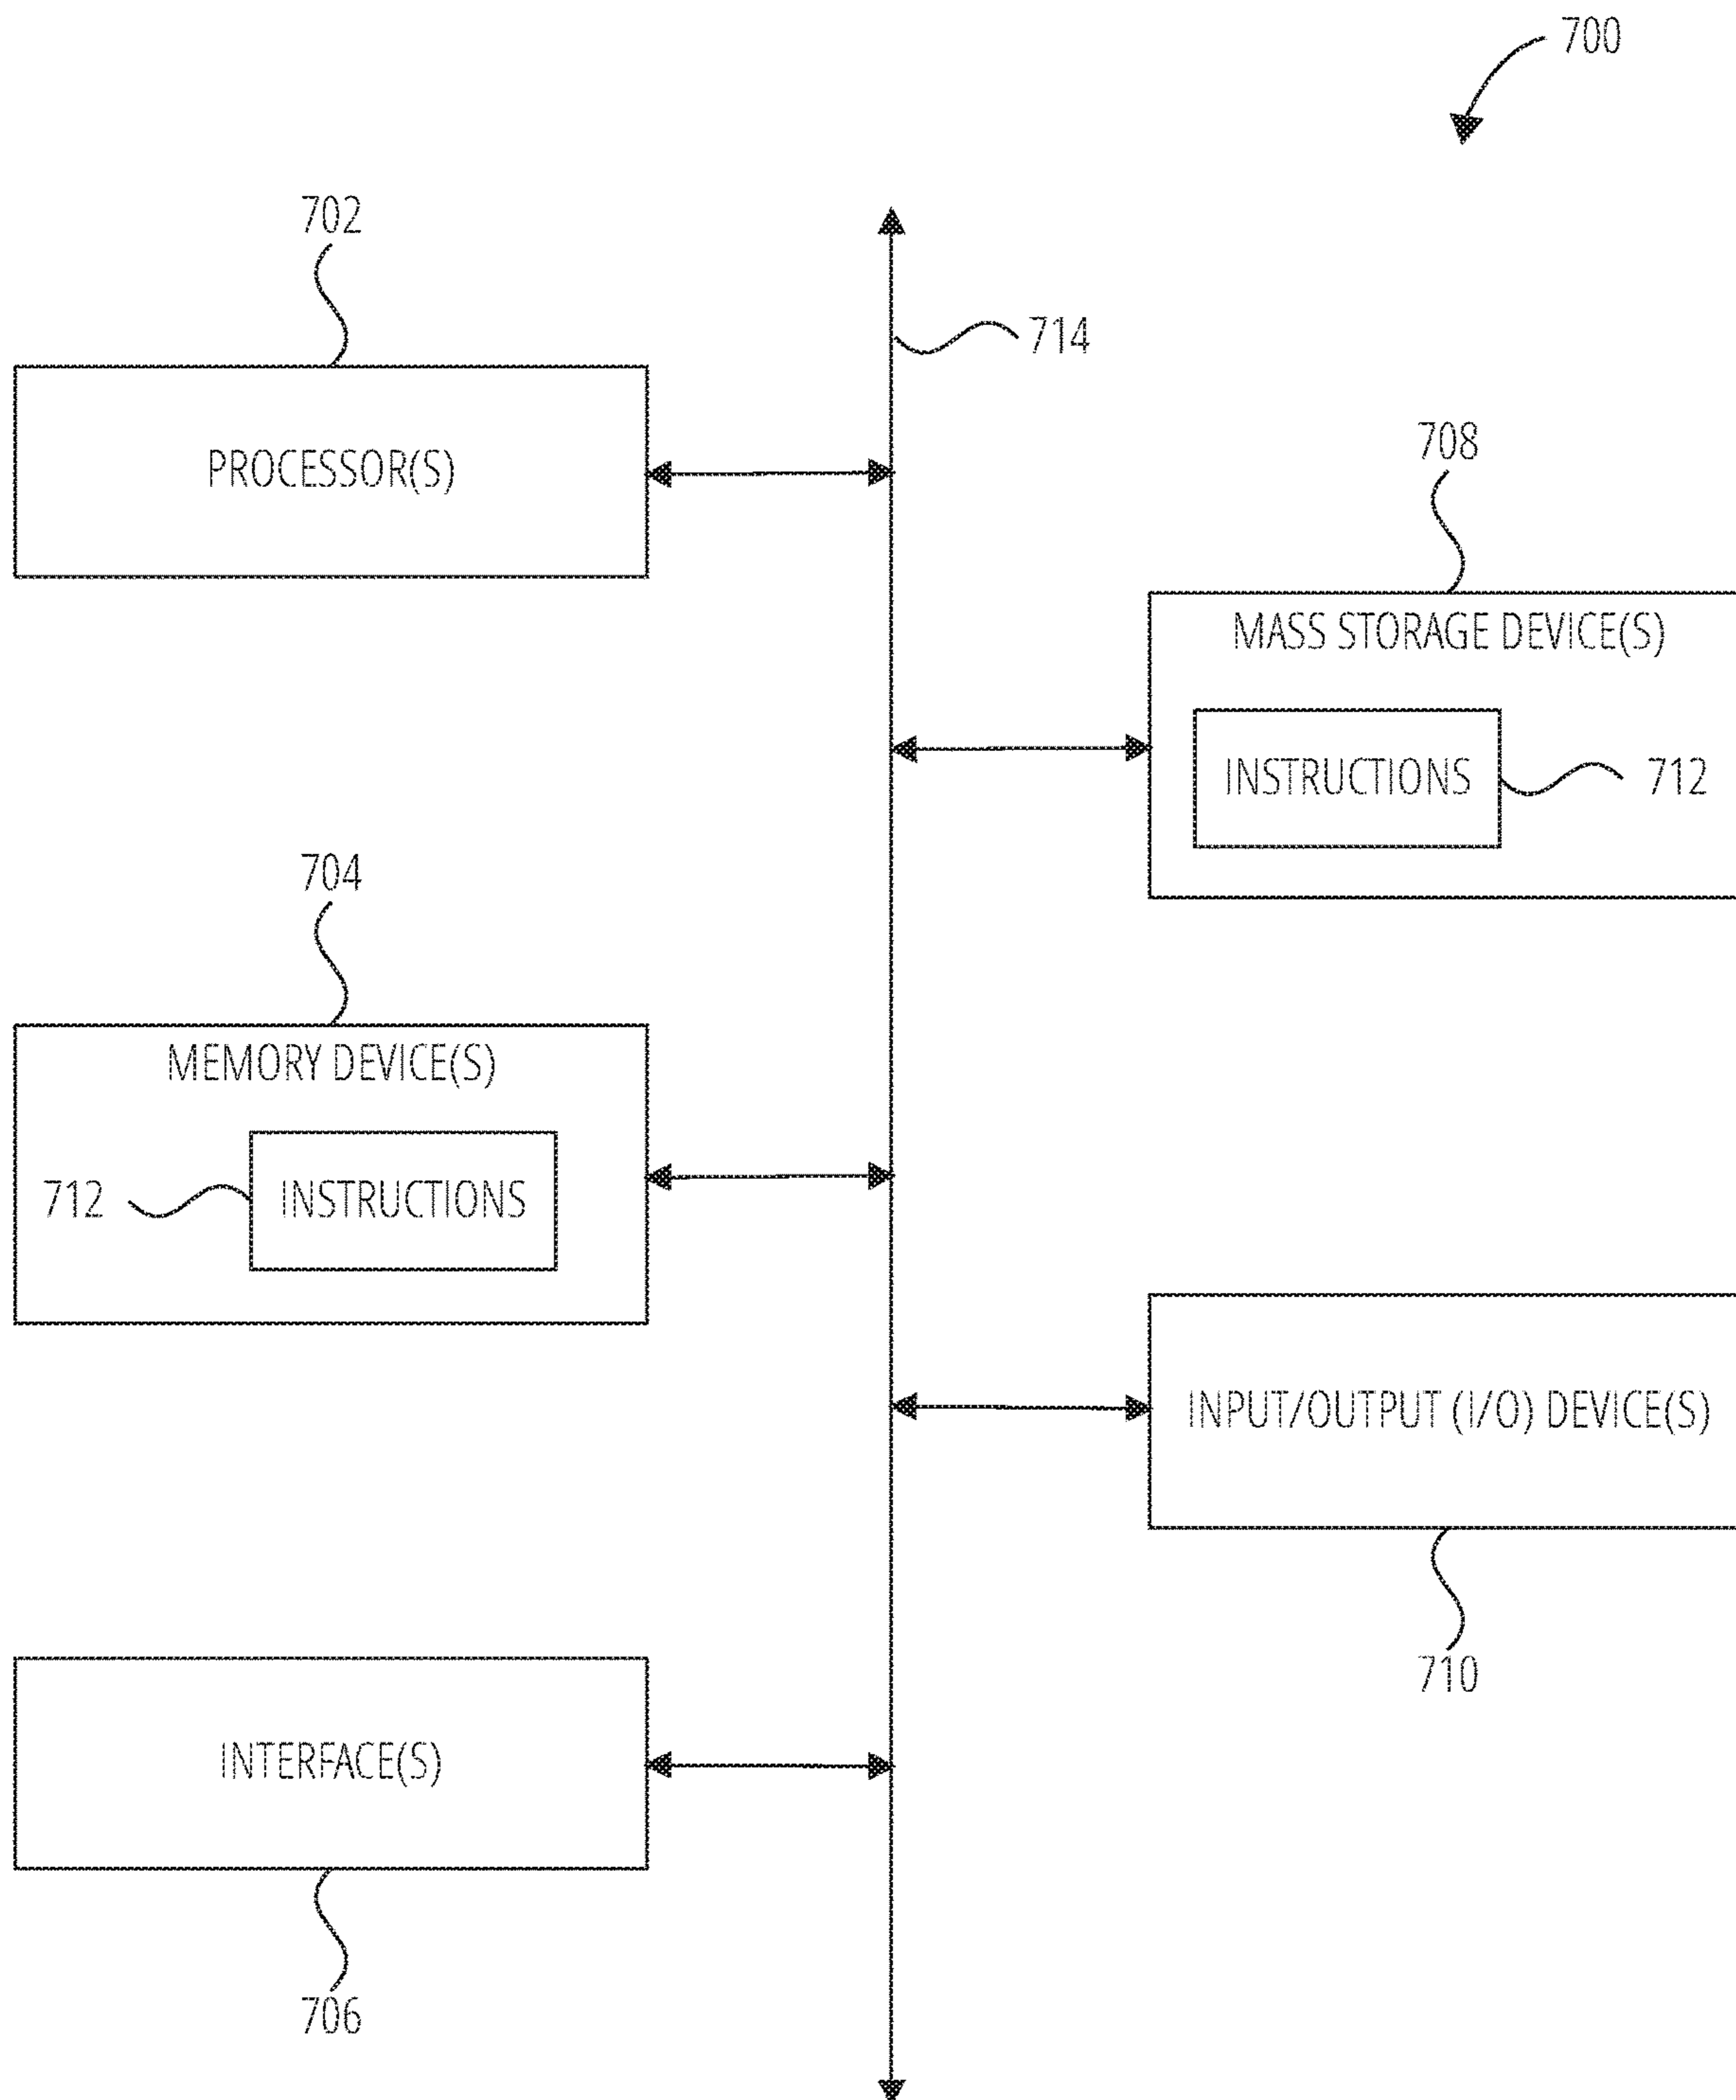 700
702
714
PROCESSOR(S)
708
MASS STORAGE DEVICE(S)
INSTRUCTIONS
712
704
MEMORY DEVICE(S)
712
INSTRUCTIONS
INPUT/OUTPUT (I/O) DEVICE(S)
710
INTERFACE(S)
706